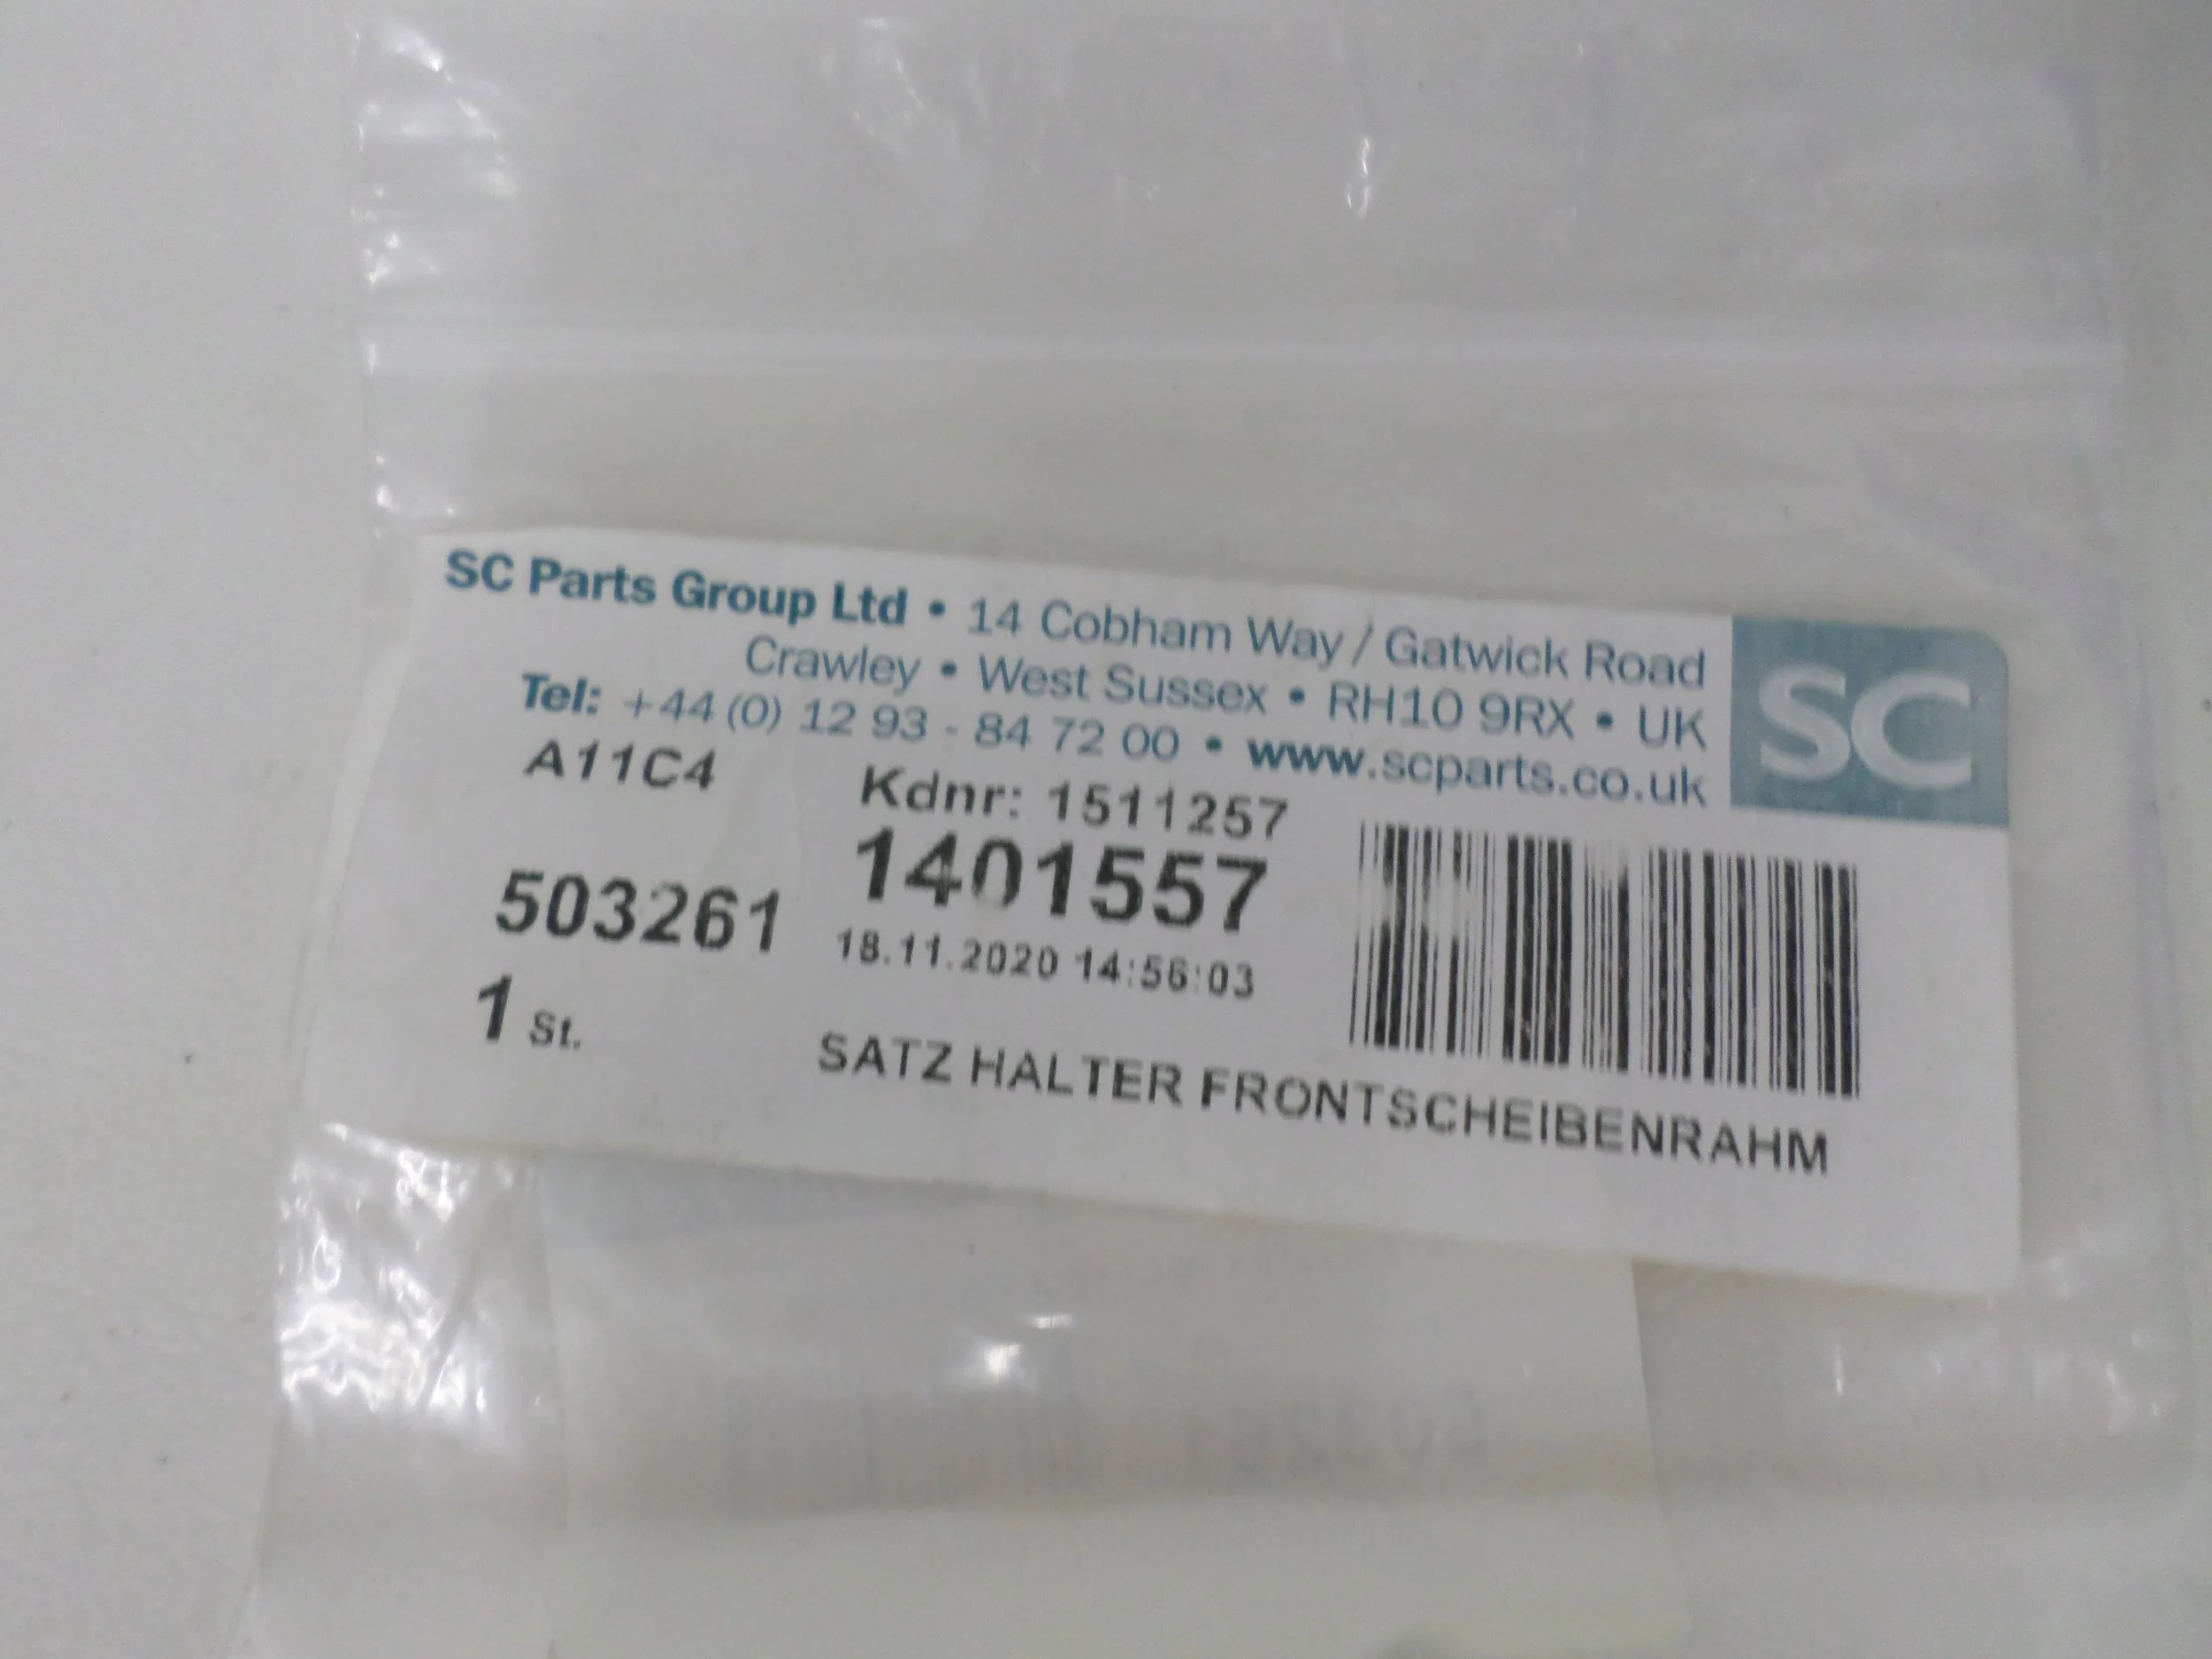 SC Parts Group Ltd • 14 Cobham Way / Gatwick Road
Crawley • West Sussex • RH10 9RX • UK
Tel: +44 (0) 12 93 - 84 72 00 • www.scparts.co.uk
SC
A11C4
Kdnr: 1511257
503261
1401557
18.11.2020 14:56:03
1 St.
SATZ HALTER FRONTSCHEIBENRAHM